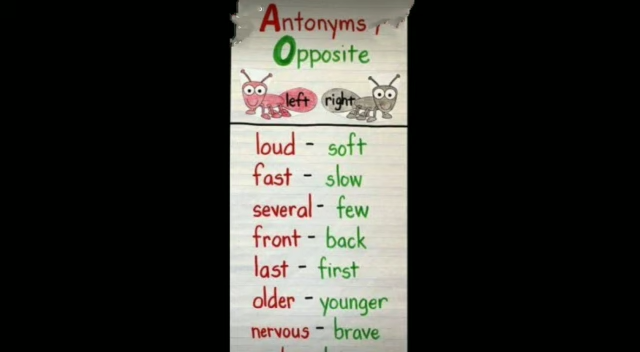 Antonyms /
Opposite
left right
loud - soft
fast - slow
several - few
front - back
last - first
older - younger
nervous - brave